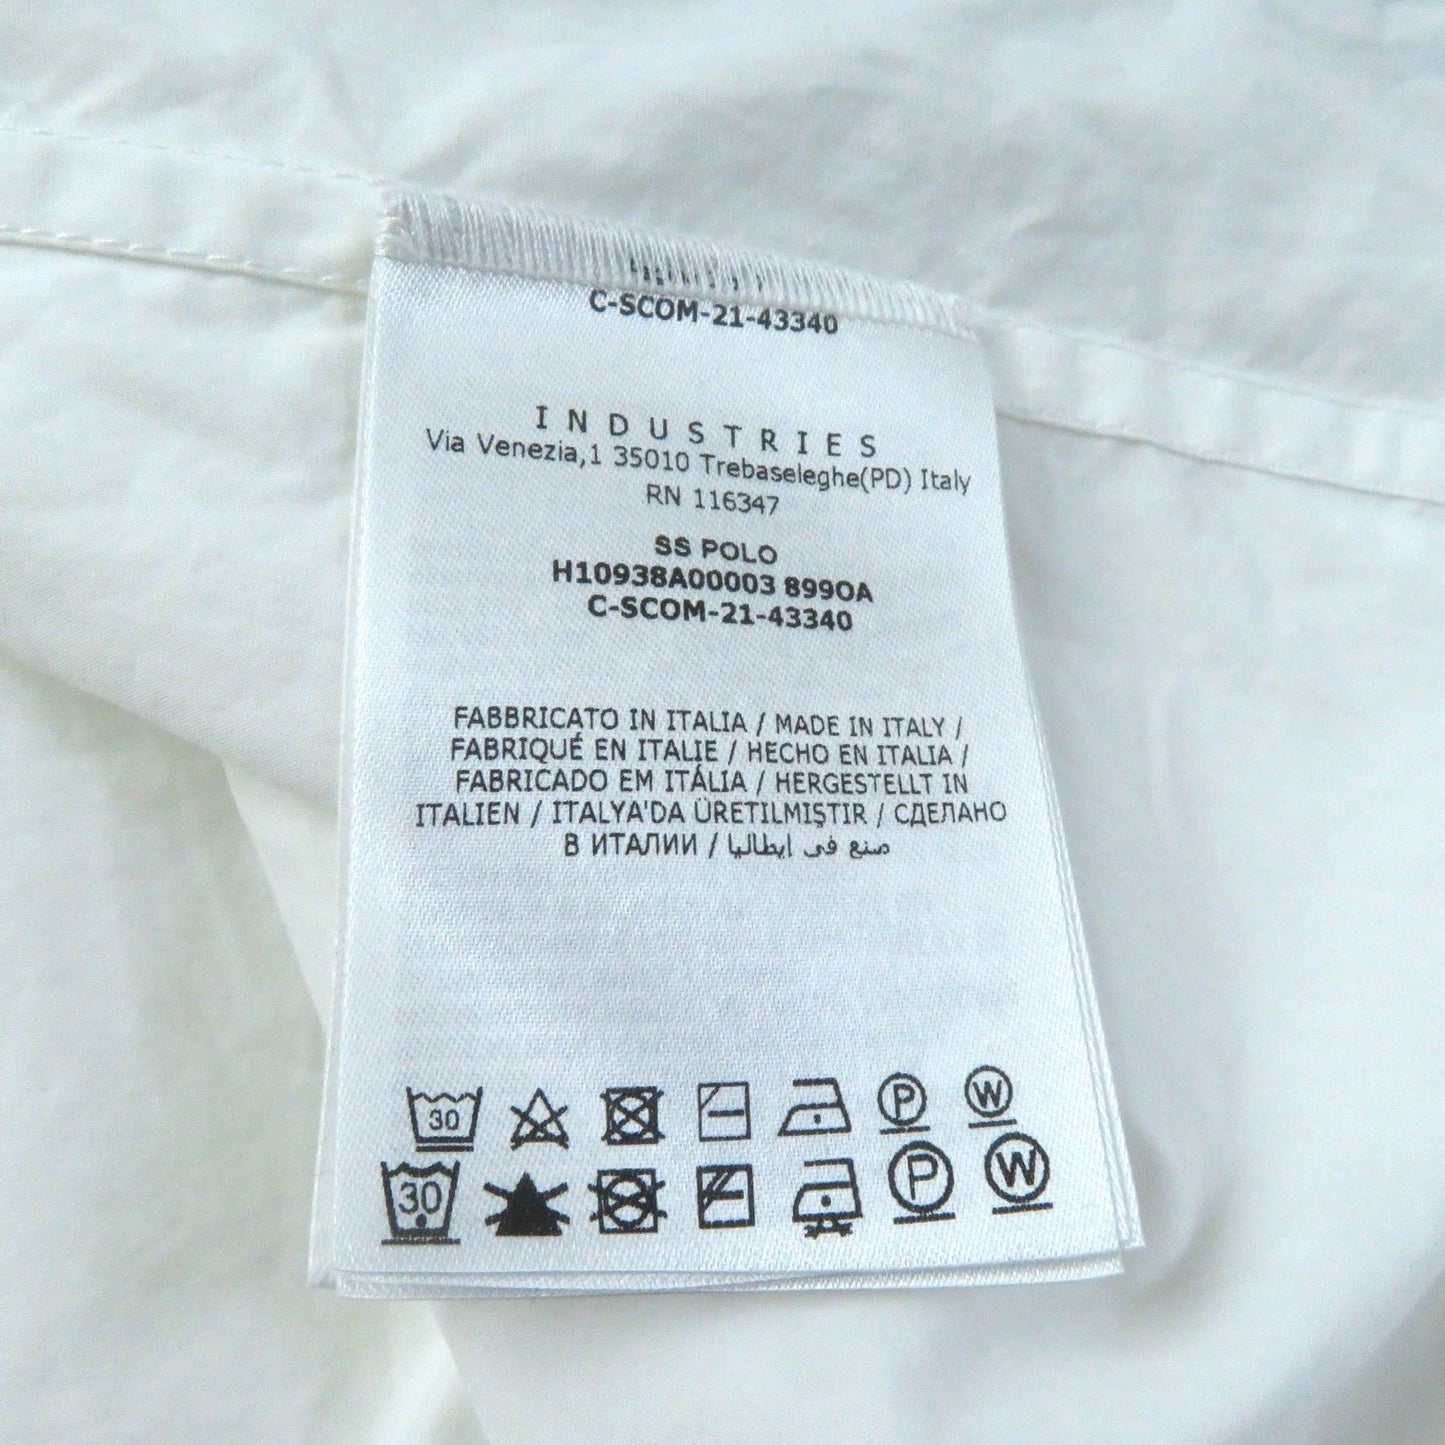 C-SCOM-21-43340
INDUSTRIES
Via Venezia,1 35010 Trebaseleghe(PD) Italy
RN 116347
SS POLO
H10938A00003 899OA
C-SCOM-21-43340
FABBRICATO IN ITALIA / MADE IN ITALY /
FABRIQUÉ EN ITALIE / HECHO EN ITALIA /
FABRICADO EM ITÁLIA / HERGESTELLT IN
ITALIEN / ITALYA'DA ÜRETILMIŞTIR / СДЕЛАНО
В ИТАЛИИ / صنع في ايطاليا
30 P W
30 P W